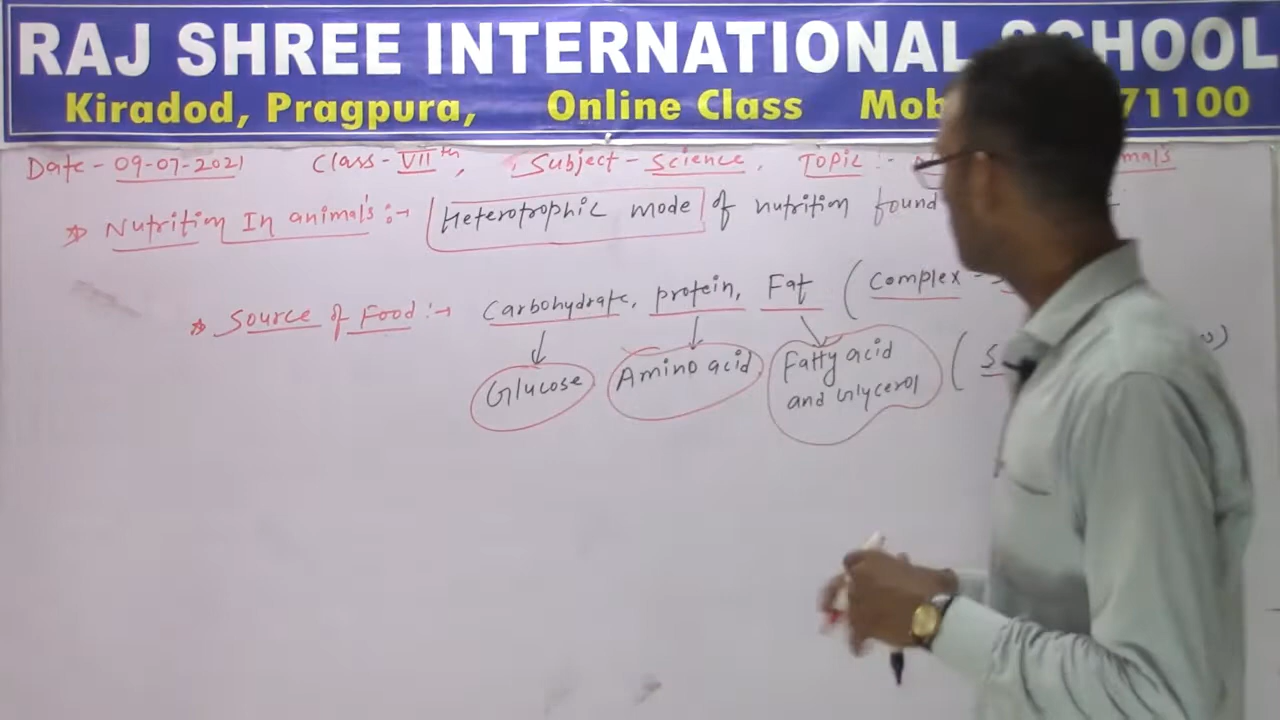 RAJ SHREE INTERNATIONAL SCHOOL
Kiradod, Pragpura, Online Class Mob 71100
Date - 09-07-2021 Class - VIIth, Subject - Science, Topic :-
* Nutrition In animal's :- Heterotrophic mode of nutrition found
* Source of Food :- Carbohydrate, protein, Fat (Complex -
Glucose Amino acid Fatty acid
and Glycerol